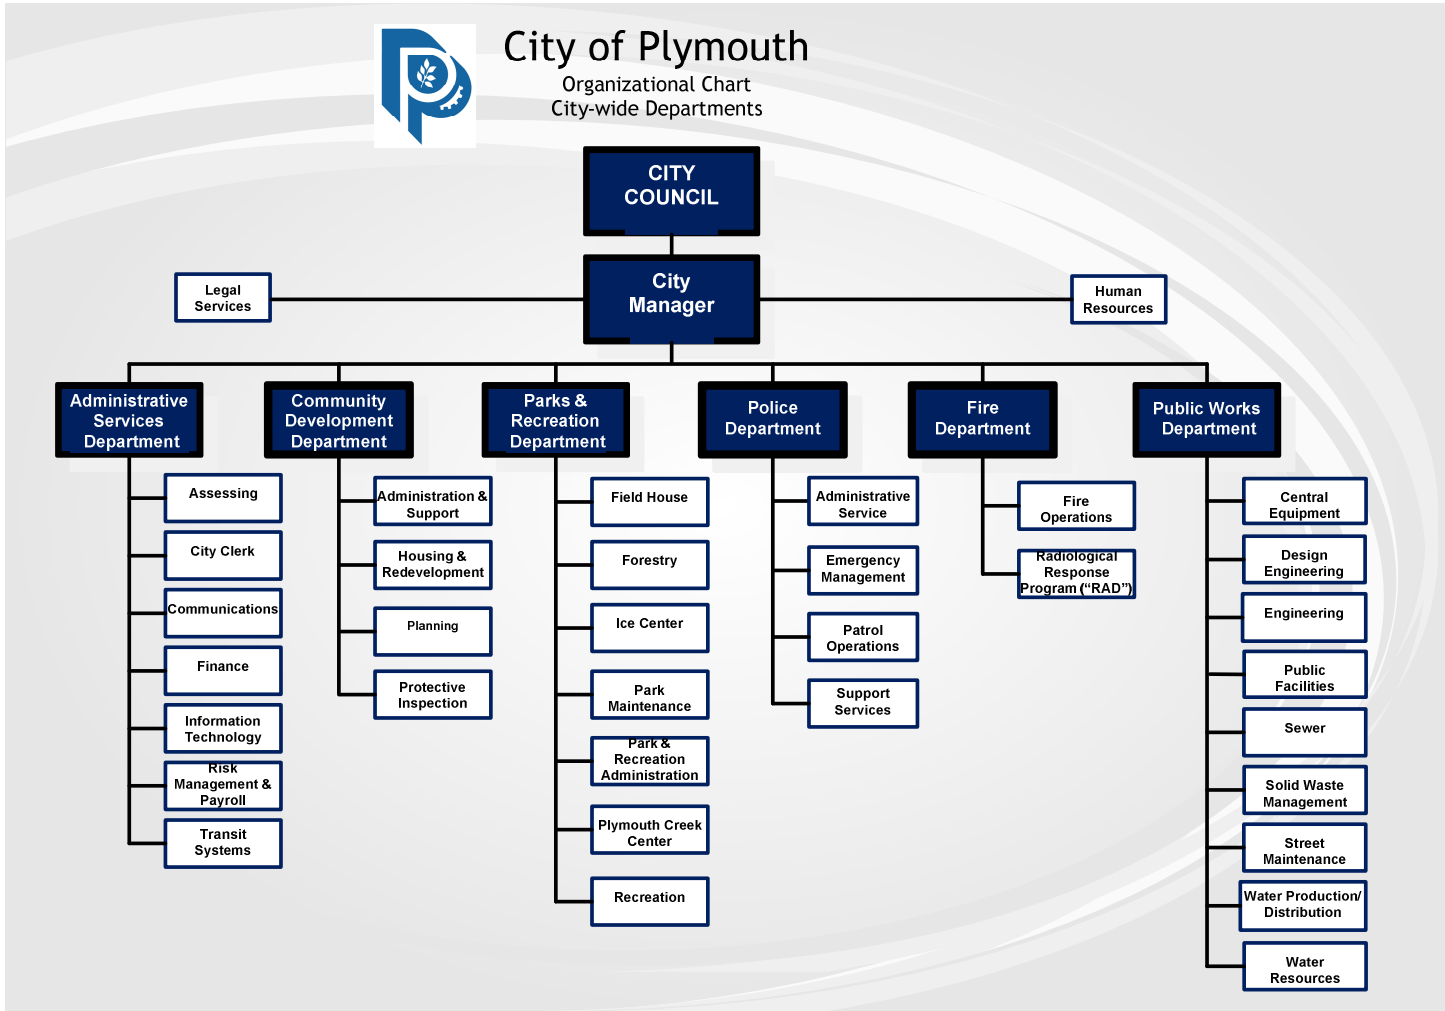 City of Plymouth
Organizational Chart
City-wide Departments
CITY
COUNCIL
City
Manager
Legal
Services
Human
Resources
Administrative
Services
Department
Community
Development
Department
Parks &
Recreation
Department
Police
Department
Fire
Department
Public Works
Department
Assessing
City Clerk
Communications
Finance
Information
Technology
Risk
Management &
Payroll
Transit
Systems
Administration &
Support
Housing &
Redevelopment
Planning
Protective
Inspection
Field House
Forestry
Ice Center
Park
Maintenance
Park &
Recreation
Administration
Plymouth Creek
Center
Recreation
Administrative
Service
Emergency
Management
Patrol
Operations
Support
Services
Fire
Operations
Radiological
Response
Program (“RAD”)
Central
Equipment
Design
Engineering
Engineering
Public
Facilities
Sewer
Solid Waste
Management
Street
Maintenance
Water Production/
Distribution
Water
Resources